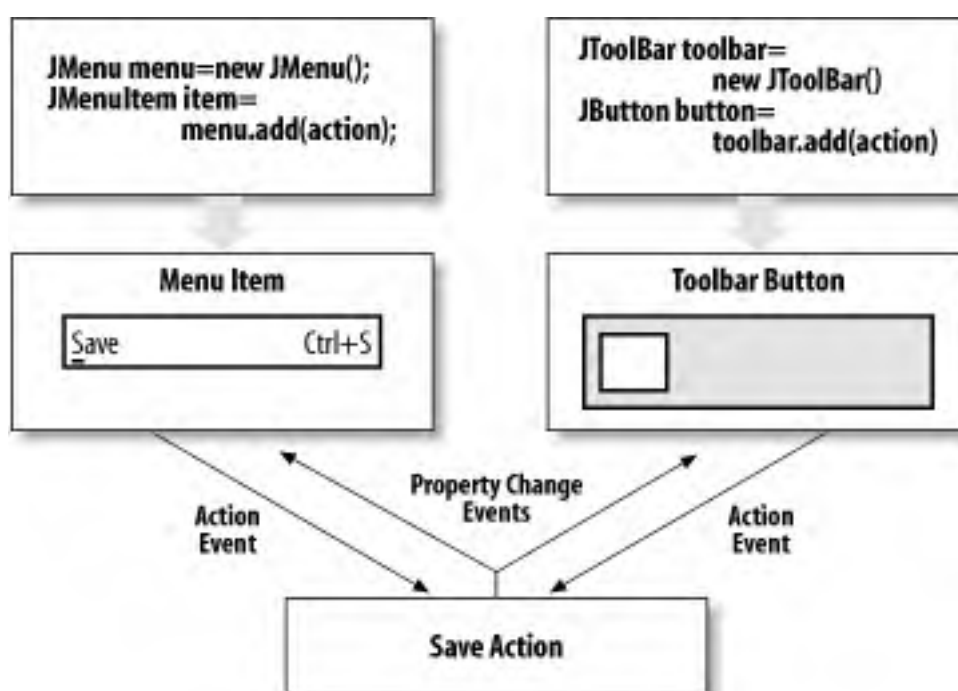 JMenu menu=new JMenu();
JMenuItem item=
menu.add(action);
JToolBar toolbar=
new JToolBar()
JButton button=
toolbar.add(action)
Menu Item
Save Ctrl+S
Toolbar Button
Property Change
Events
Action
Event
Action
Event
Save Action